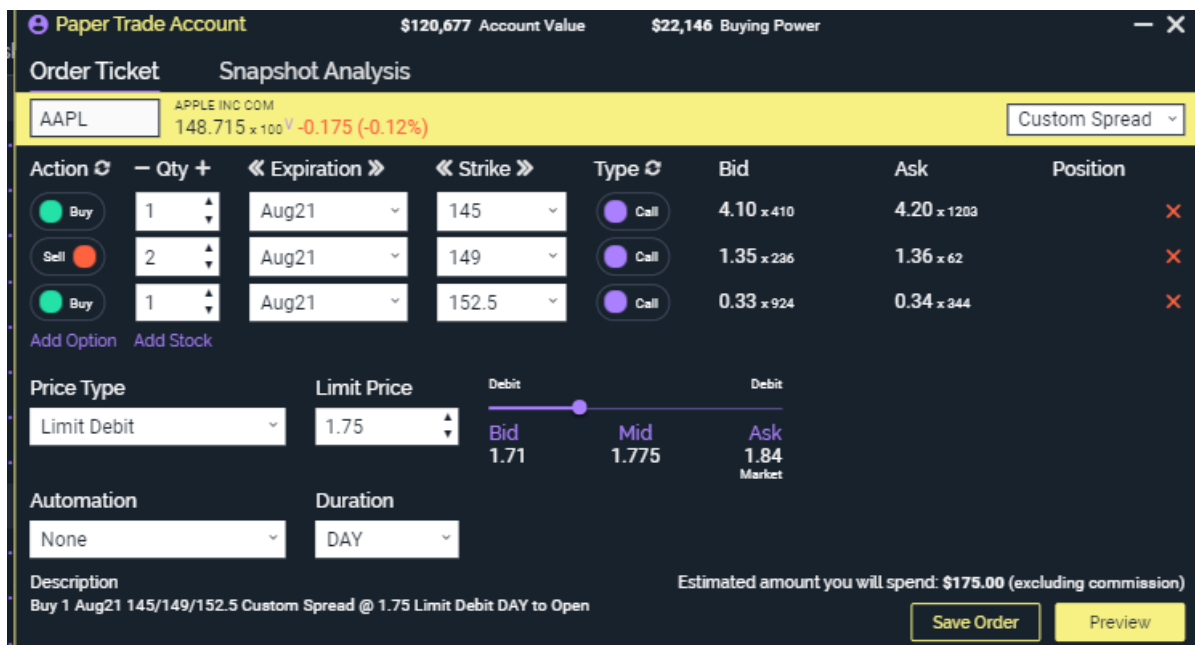 Paper Trade Account $120,677 Account Value $22,146 Buying Power
Order Ticket Snapshot Analysis
APPLE INC COM
AAPL 148.715 x 100 V -0.175 (-0.12%) Custom Spread
Action − Qty + « Expiration » « Strike » Type Bid Ask Position
Buy 1 Aug21 145 Call 4.10 x 410 4.20 x 1203
Sell 2 Aug21 149 Call 1.35 x 236 1.36 x 62
Buy 1 Aug21 152.5 Call 0.33 x 924 0.34 x 344
Add Option Add Stock
Price Type Limit Price Debit Debit
Limit Debit 1.75
Bid Mid Ask
1.71 1.775 1.84
Market
Automation Duration
None DAY
Description Estimated amount you will spend: $175.00 (excluding commission)
Buy 1 Aug21 145/149/152.5 Custom Spread @ 1.75 Limit Debit DAY to Open
Save Order Preview